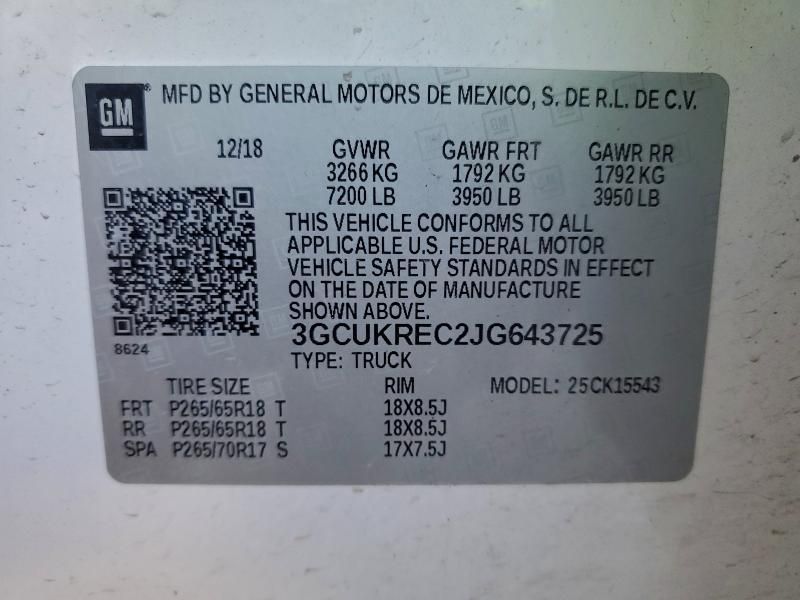 GM MFD BY GENERAL MOTORS DE MEXICO, S. DE R.L. DE C.V.
12/18 GVWR GAWR FRT GAWR RR
3266 KG 1792 KG 1792 KG
7200 LB 3950 LB 3950 LB
THIS VEHICLE CONFORMS TO ALL
APPLICABLE U.S. FEDERAL MOTOR
VEHICLE SAFETY STANDARDS IN EFFECT
ON THE DATE OF MANUFACTURE
SHOWN ABOVE.
3GCUKREC2JG643725
8624
TYPE: TRUCK
TIRE SIZE RIM MODEL: 25CK15543
FRT P265/65R18 T 18X8.5J
RR P265/65R18 T 18X8.5J
SPA P265/70R17 S 17X7.5J